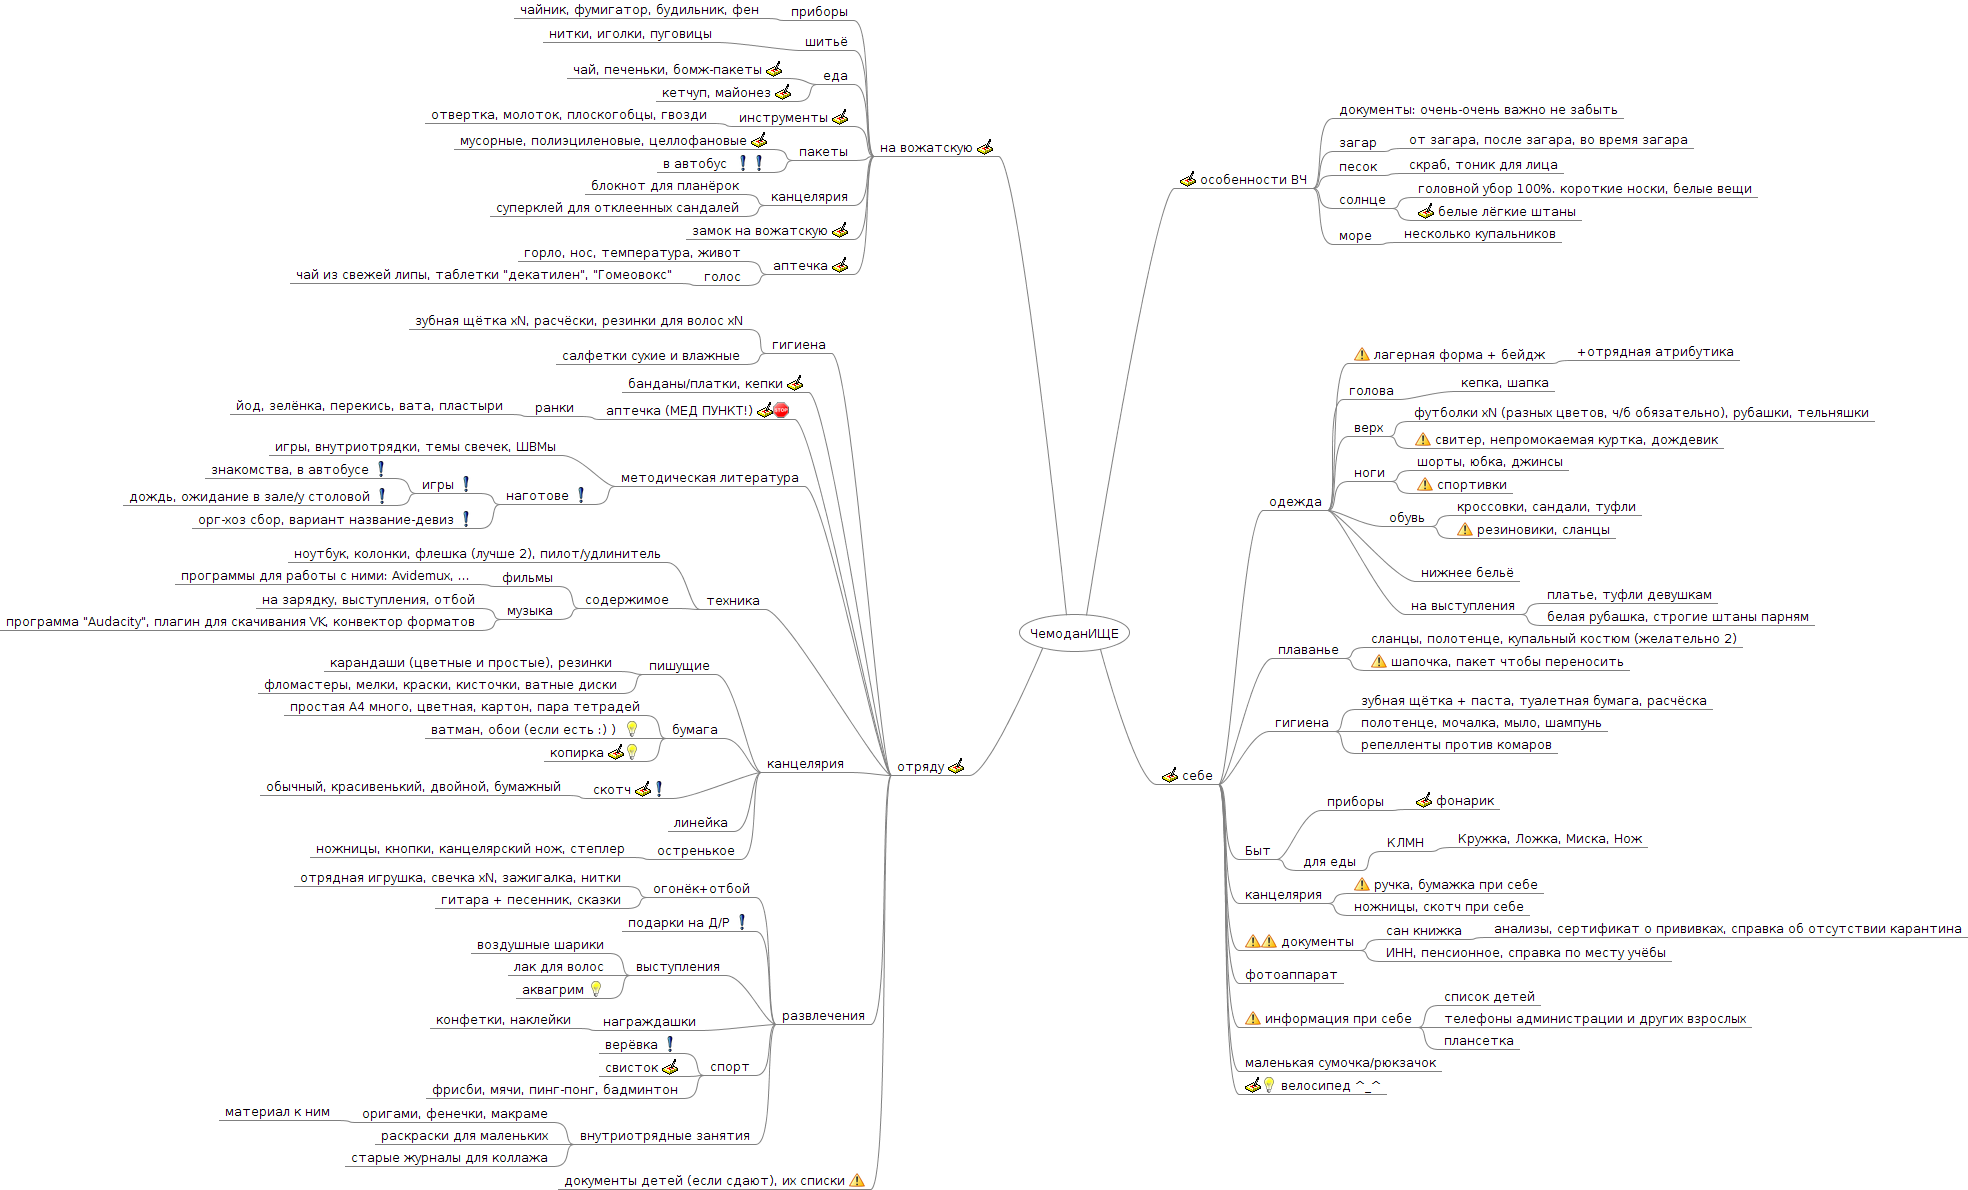 ЧемоданИЩЕ
на вожатскую
приборы
чайник, фумигатор, будильник, фен
шитьё
нитки, иголки, пуговицы
еда
чай, печеньки, бомж-пакеты
кетчуп, майонез
инструменты
отвертка, молоток, плоскогобцы, гвозди
пакеты
мусорные, полиэциленовые, целлофановые
в автобус
канцелярия
блокнот для планёрок
суперклей для отклеенных сандалей
замок на вожатскую
аптечка
горло, нос, температура, живот
голос
чай из свежей липы, таблетки "декатилен", "Гомеовокс"
отряду
гигиена
зубная щётка xN, расчёски, резинки для волос xN
салфетки сухие и влажные
банданы/платки, кепки
аптечка (МЕД ПУНКТ!)
STOP
ранки
йод, зелёнка, перекись, вата, пластыри
методическая литература
игры, внутриотрядки, темы свечек, ШВМы
наготове
игры
знакомства, в автобусе
дождь, ожидание в зале/у столовой
орг-хоз сбор, вариант название-девиз
техника
ноутбук, колонки, флешка (лучше 2), пилот/удлинитель
содержимое
фильмы
программы для работы с ними: Avidemux, ...
музыка
на зарядку, выступления, отбой
программа "Audacity", плагин для скачивания VK, конвектор форматов
канцелярия
пишущие
карандаши (цветные и простые), резинки
фломастеры, мелки, краски, кисточки, ватные диски
бумага
простая А4 много, цветная, картон, пара тетрадей
ватман, обои (если есть :) )
копирка
скотч
обычный, красивенький, двойной, бумажный
линейка
остренькое
ножницы, кнопки, канцелярский нож, степлер
развлечения
огонёк+отбой
отрядная игрушка, свечка xN, зажигалка, нитки
гитара + песенник, сказки
подарки на Д/Р
выступления
воздушные шарики
лак для волос
аквагрим
награждашки
конфетки, наклейки
спорт
верёвка
свисток
фрисби, мячи, пинг-понг, бадминтон
внутриотрядные занятия
оригами, фенечки, макраме
материал к ним
раскраски для маленьких
старые журналы для коллажа
документы детей (если сдают), их списки
особенности ВЧ
документы: очень-очень важно не забыть
загар
от загара, после загара, во время загара
песок
скраб, тоник для лица
солнце
головной убор 100%. короткие носки, белые вещи
белые лёгкие штаны
море
несколько купальников
себе
одежда
лагерная форма + бейдж
+отрядная атрибутика
голова
кепка, шапка
верх
футболки xN (разных цветов, ч/б обязательно), рубашки, тельняшки
свитер, непромокаемая куртка, дождевик
ноги
шорты, юбка, джинсы
спортивки
обувь
кроссовки, сандали, туфли
резиновики, сланцы
нижнее бельё
на выступления
платье, туфли девушкам
белая рубашка, строгие штаны парням
плаванье
сланцы, полотенце, купальный костюм (желательно 2)
шапочка, пакет чтобы переносить
гигиена
зубная щётка + паста, туалетная бумага, расчёска
полотенце, мочалка, мыло, шампунь
репелленты против комаров
Быт
приборы
фонарик
для еды
КЛМН
Кружка, Ложка, Миска, Нож
канцелярия
ручка, бумажка при себе
ножницы, скотч при себе
документы
сан книжка
анализы, сертификат о прививках, справка об отсутствии карантина
ИНН, пенсионное, справка по месту учёбы
фотоаппарат
информация при себе
список детей
телефоны администрации и других взрослых
плансетка
маленькая сумочка/рюкзачок
велосипед ^_^